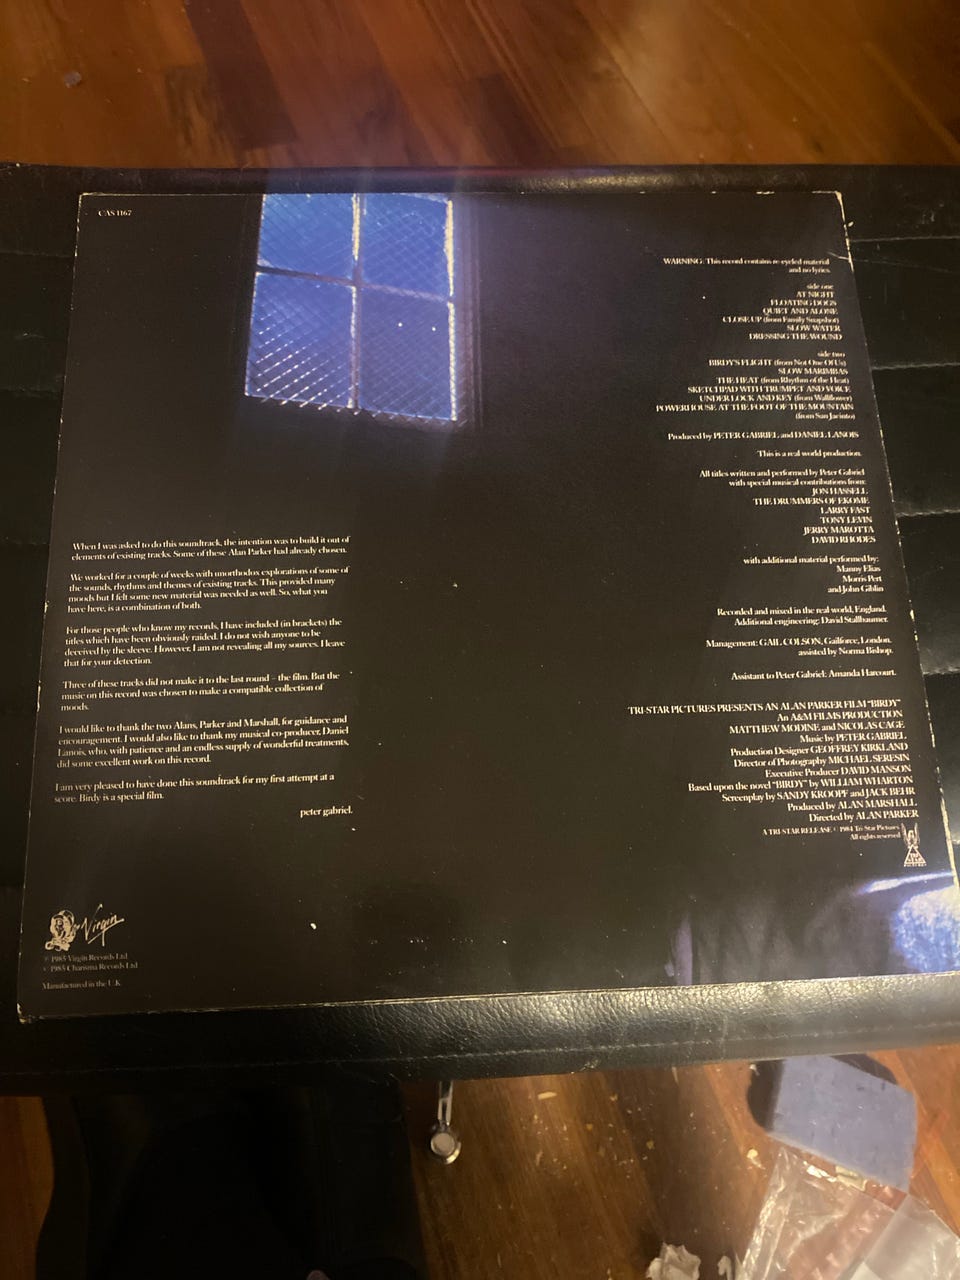 CAS 1167
WARNING: This record contains re-cycled material
and no lyrics.
side one
AT NIGHT
FLOATING DOGS
QUIET AND ALONE
CLOSE UP (from Family Snapshot)
SLOW WATER
DRESSING THE WOUND
side two
BIRDY'S FLIGHT (from Not One Of Us)
SLOW MARIMBAS
THE HEAT (from Rhythm of the Heat)
SKETCHPAD WITH TRUMPET AND VOICE
UNDER LOCK AND KEY (from Wallflower)
POWERHOUSE AT THE FOOT OF THE MOUNTAIN
(from San Jacinto)
Produced by PETER GABRIEL and DANIEL LANOIS
This is a real world production.
All titles written and performed by Peter Gabriel
with special musical contributions from:
JON HASSELL
THE DRUMMERS OF EKOME
LARRY FAST
TONY LEVIN
JERRY MAROTTA
DAVID RHODES
with additional material performed by:
Manny Elias
Morris Pert
and John Giblin
Recorded and mixed in the real world, England.
Additional engineering: David Stallbaumer.
Management: GAIL COLSON, Gailforce, London.
assisted by Norma Bishop.
Assistant to Peter Gabriel: Amanda Harcourt.
TRI-STAR PICTURES PRESENTS AN ALAN PARKER FILM "BIRDY"
An A&M FILMS PRODUCTION
MATTHEW MODINE and NICOLAS CAGE
Music by PETER GABRIEL
Production Designer GEOFFREY KIRKLAND
Director of Photography MICHAEL SERESIN
Executive Producer DAVID MANSON
Based upon the novel "BIRDY" by WILLIAM WHARTON
Screenplay by SANDY KROOPF and JACK BEHR
Produced by ALAN MARSHALL
Directed by ALAN PARKER
A TRI-STAR RELEASE © 1984 Tri-Star Pictures
All rights reserved
TRI
STAR
PICTURES
When I was asked to do this soundtrack, the intention was to build it out of
elements of existing tracks. Some of these Alan Parker had already chosen.
We worked for a couple of weeks with unorthodox explorations of some of
the sounds, rhythms and themes of existing tracks. This provided many
moods but I felt some new material was needed as well. So, what you
have here, is a combination of both.
For those people who know my records, I have included (in brackets) the
titles which have been obviously raided. I do not wish anyone to be
deceived by the sleeve. However, I am not revealing all my sources. I leave
that for your detection.
Three of these tracks did not make it to the last round – the film. But the
music on this record was chosen to make a compatible collection of
moods.
I would like to thank the two Alans, Parker and Marshall, for guidance and
encouragement. I would also like to thank my musical co-producer, Daniel
Lanois, who, with patience and an endless supply of wonderful treatments,
did some excellent work on this record.
I am very pleased to have done this soundtrack for my first attempt at a
score. Birdy is a special film.
peter gabriel.
Virgin
℗ 1985 Virgin Records Ltd
© 1985 Charisma Records Ltd
Manufactured in the U.K